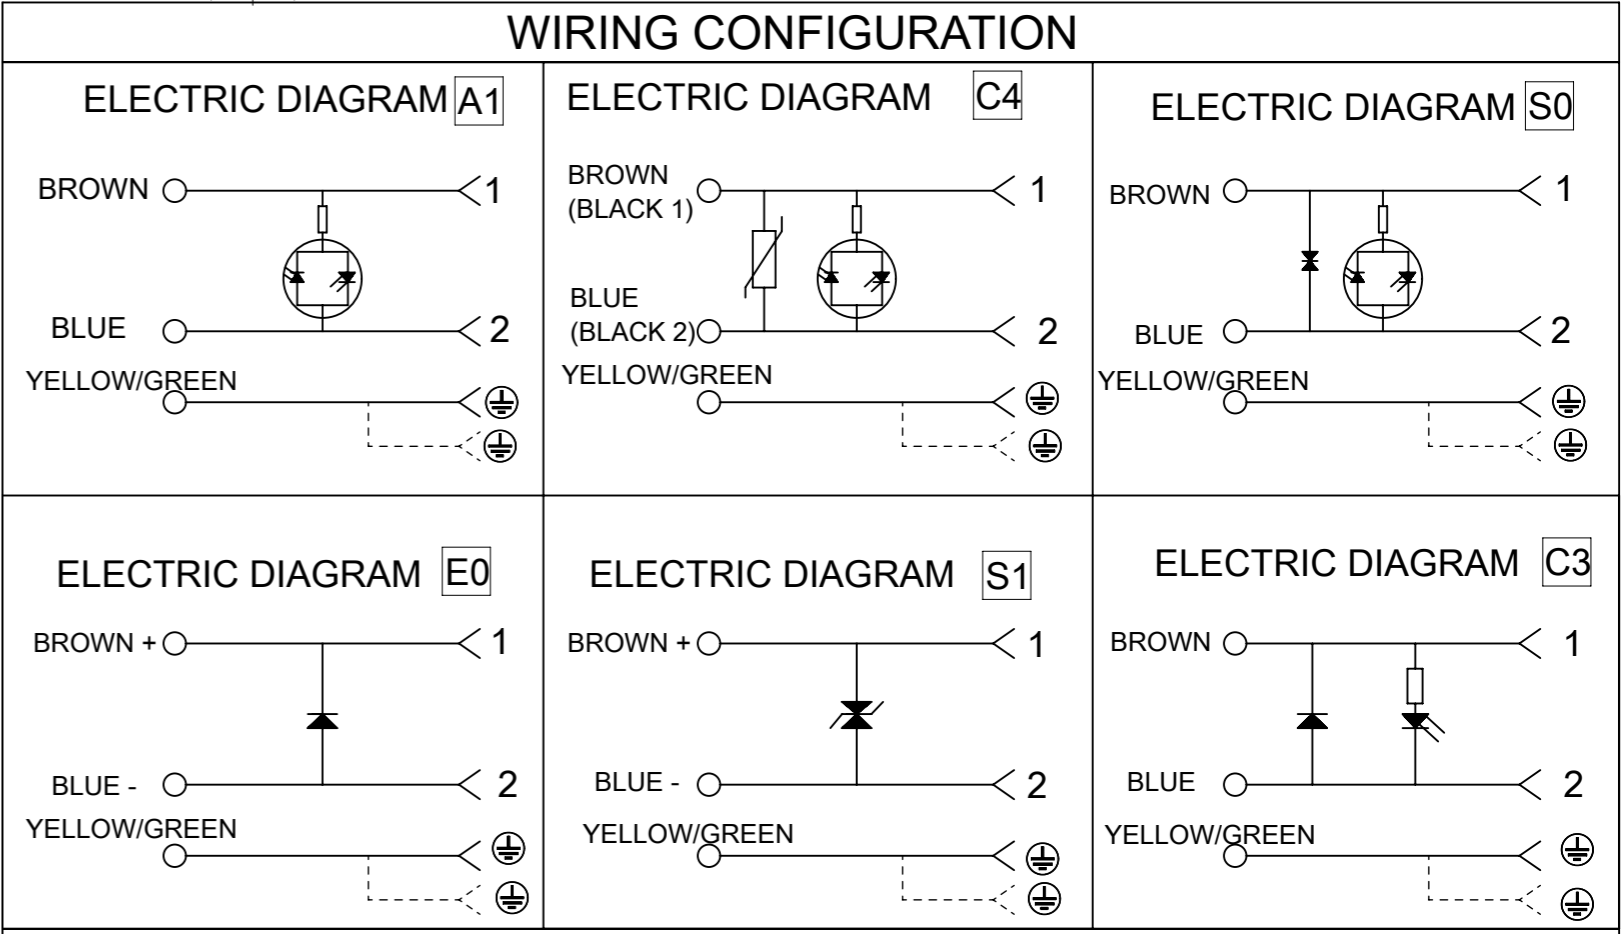 WIRING CONFIGURATION
ELECTRIC DIAGRAM A1
BROWN 1
BLUE 2
YELLOW/GREEN
ELECTRIC DIAGRAM C4
BROWN
(BLACK 1) 1
BLUE
(BLACK 2) 2
YELLOW/GREEN
ELECTRIC DIAGRAM S0
BROWN 1
BLUE 2
YELLOW/GREEN
ELECTRIC DIAGRAM E0
BROWN + 1
BLUE - 2
YELLOW/GREEN
ELECTRIC DIAGRAM S1
BROWN + 1
BLUE - 2
YELLOW/GREEN
ELECTRIC DIAGRAM C3
BROWN 1
BLUE 2
YELLOW/GREEN